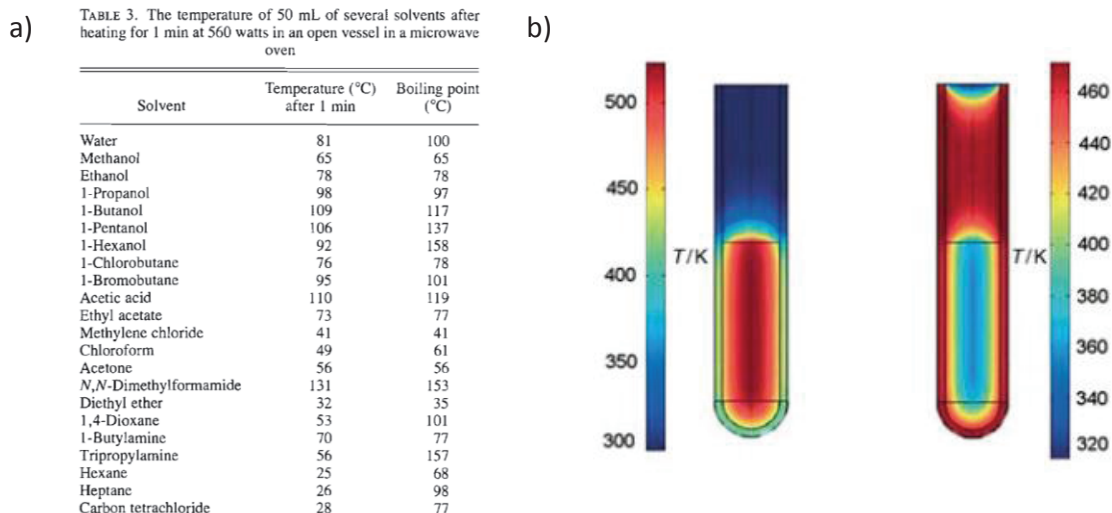 a)
TABLE 3. The temperature of 50 mL of several solvents after
heating for 1 min at 560 watts in an open vessel in a microwave
oven
Solvent Temperature (°C) after 1 min Boiling point (°C)
Water 81 100
Methanol 65 65
Ethanol 78 78
1-Propanol 98 97
1-Butanol 109 117
1-Pentanol 106 137
1-Hexanol 92 158
1-Chlorobutane 76 78
1-Bromobutane 95 101
Acetic acid 110 119
Ethyl acetate 73 77
Methylene chloride 41 41
Chloroform 49 61
Acetone 56 56
N,N-Dimethylformamide 131 153
Diethyl ether 32 35
1,4-Dioxane 53 101
1-Butylamine 70 77
Tripropylamine 56 157
Hexane 25 68
Heptane 26 98
Carbon tetrachloride 28 77
b)
500
450
400
350
300
T/K
T/K
460
440
420
400
380
360
340
320